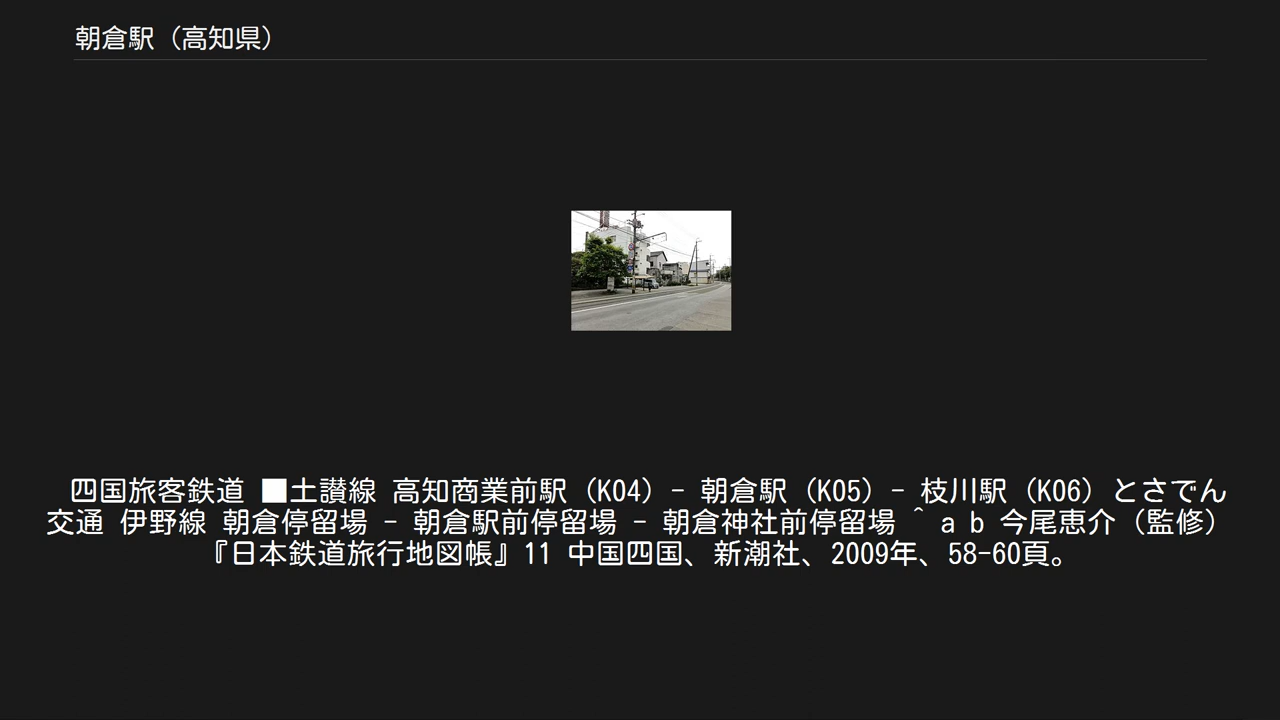 朝倉駅（高知県）
四国旅客鉄道 ■土讃線 高知商業前駅（K04）- 朝倉駅（K05）- 枝川駅（K06）とさでん
交通 伊野線 朝倉停留場 - 朝倉駅前停留場 - 朝倉神社前停留場 ^ a b 今尾恵介（監修）
『日本鉄道旅行地図帳』11 中国四国、新潮社、2009年、58-60頁。